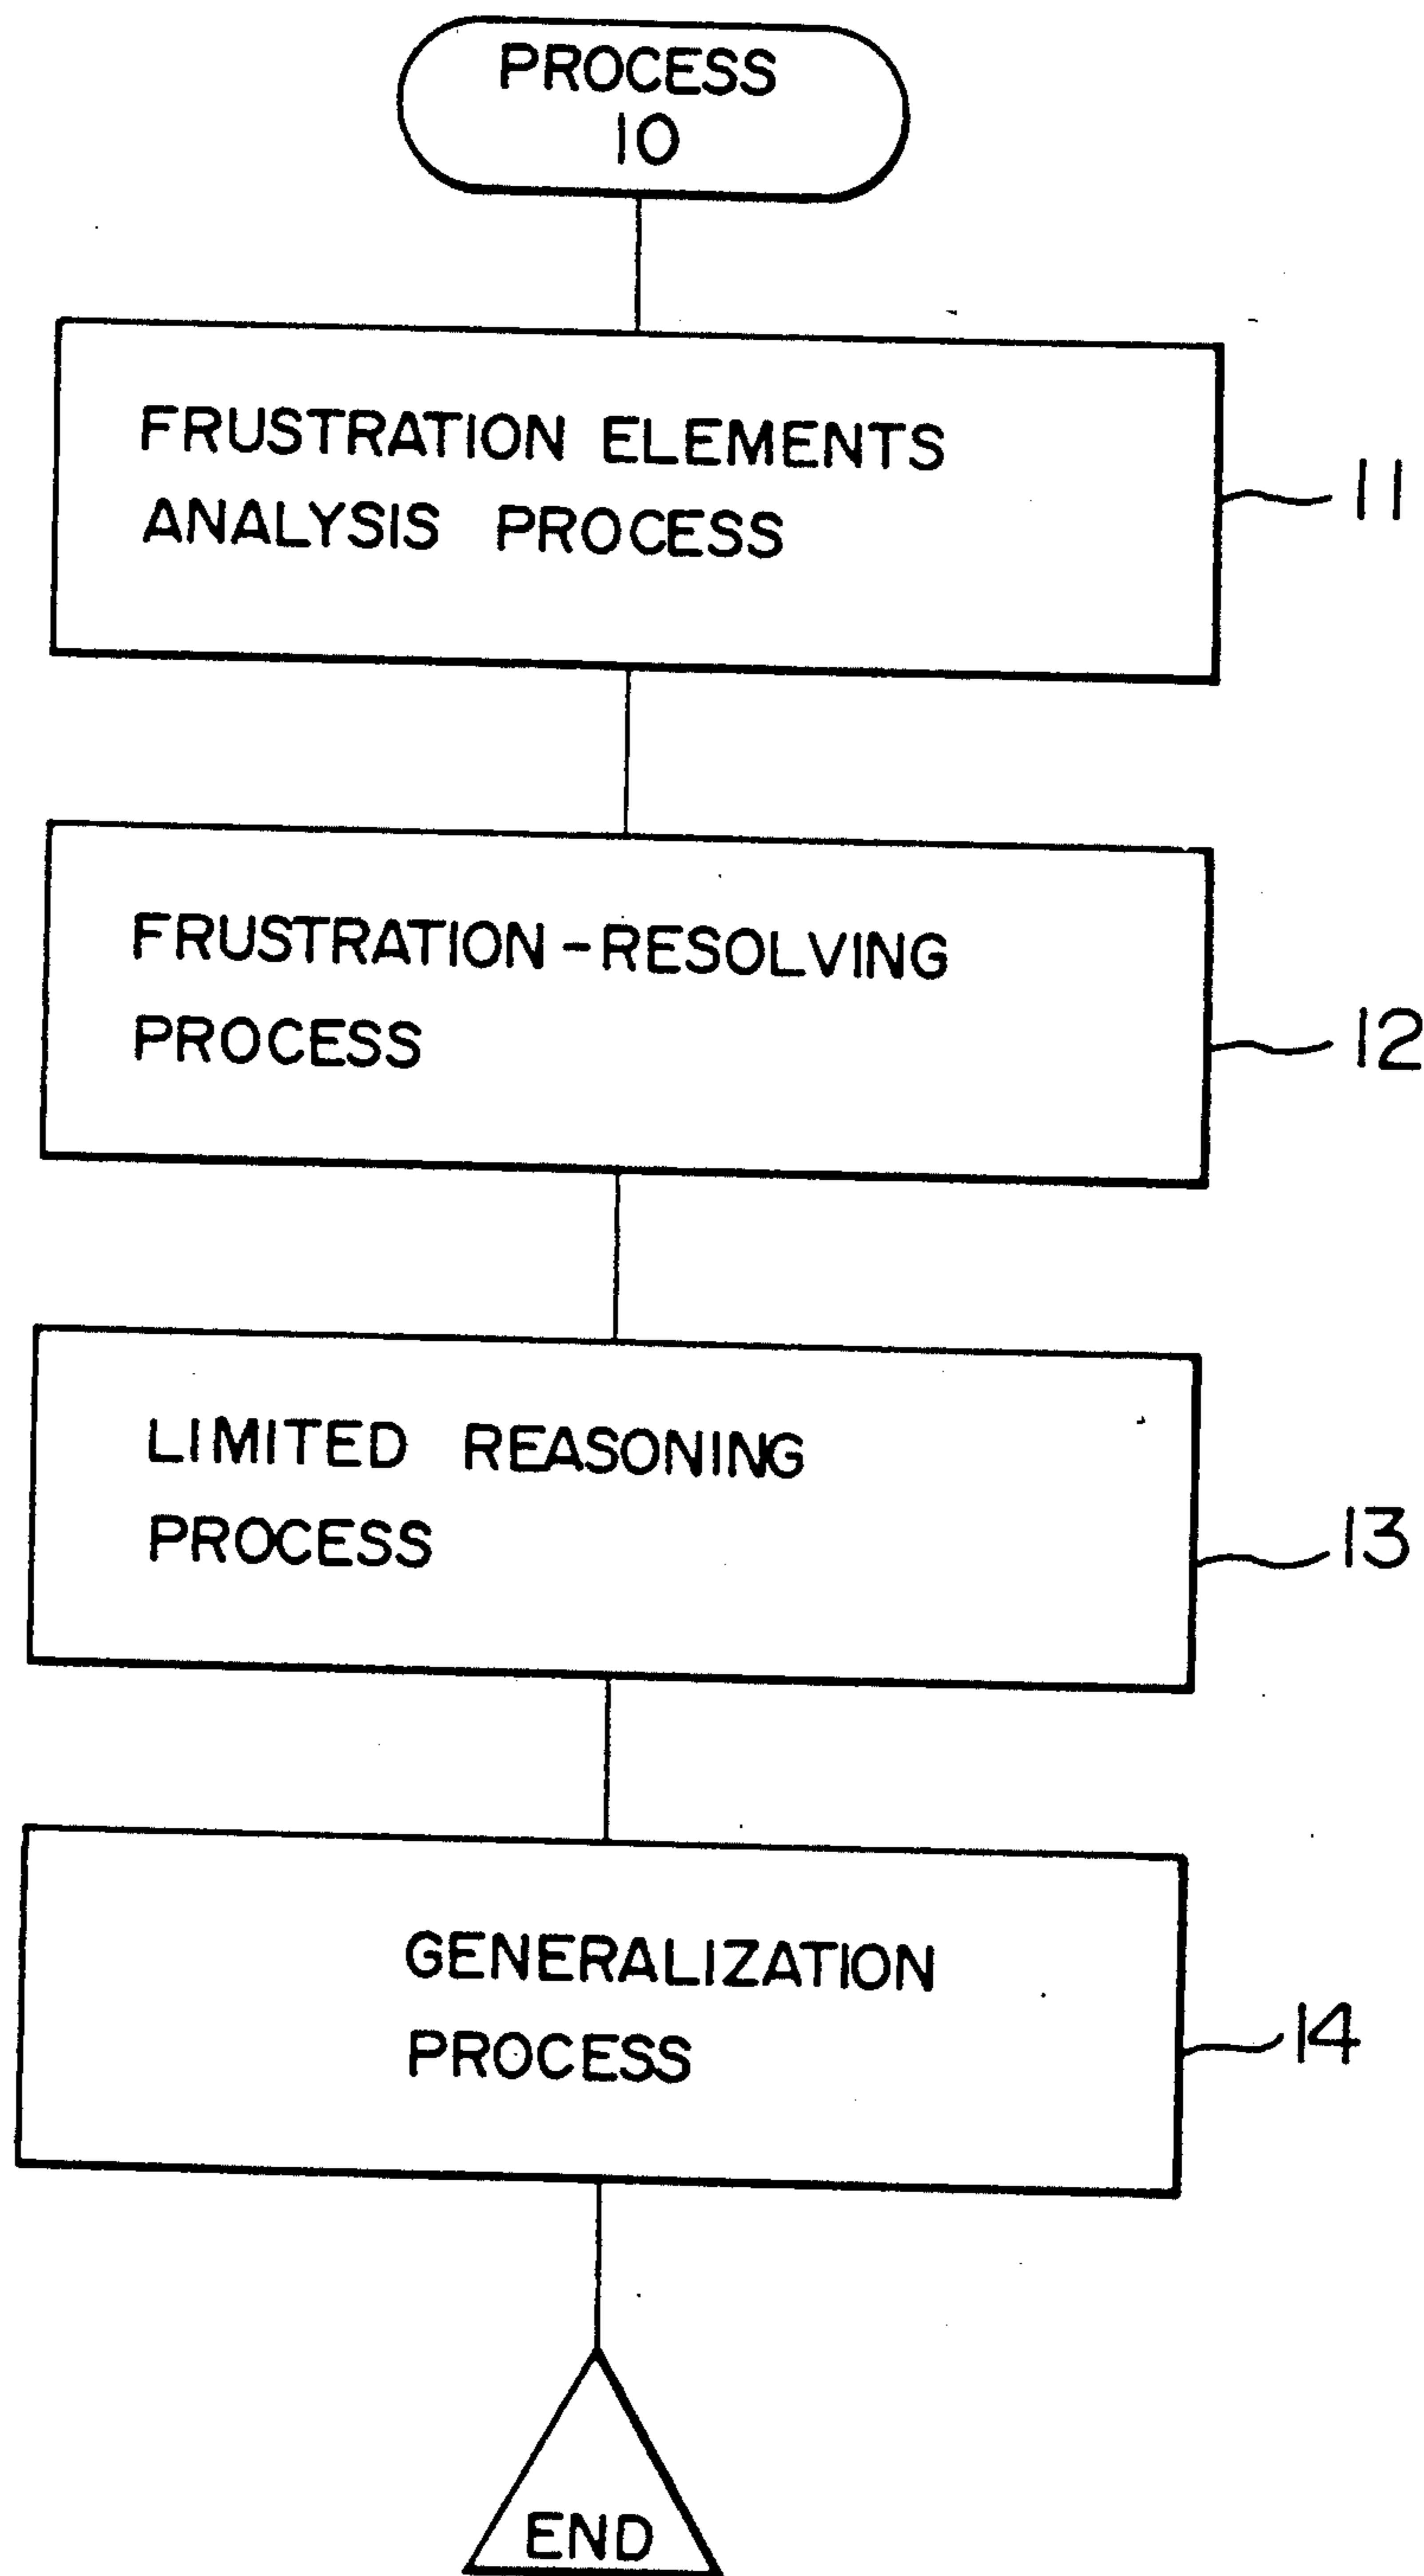 PROCESS
10
FRUSTRATION ELEMENTS
ANALYSIS PROCESS
11
FRUSTRATION-RESOLVING
PROCESS
12
LIMITED REASONING
PROCESS
13
GENERALIZATION
PROCESS
14
END